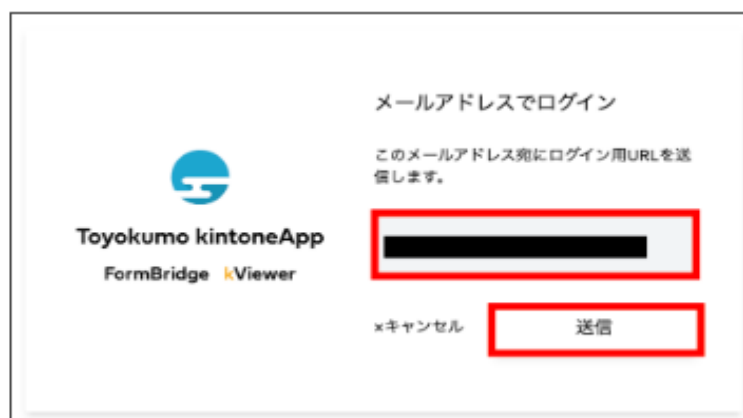 メールアドレスでログイン
このメールアドレス宛にログイン用URLを送
信します。
Toyokumo kintoneApp
FormBridge kViewer
×キャンセル
送信